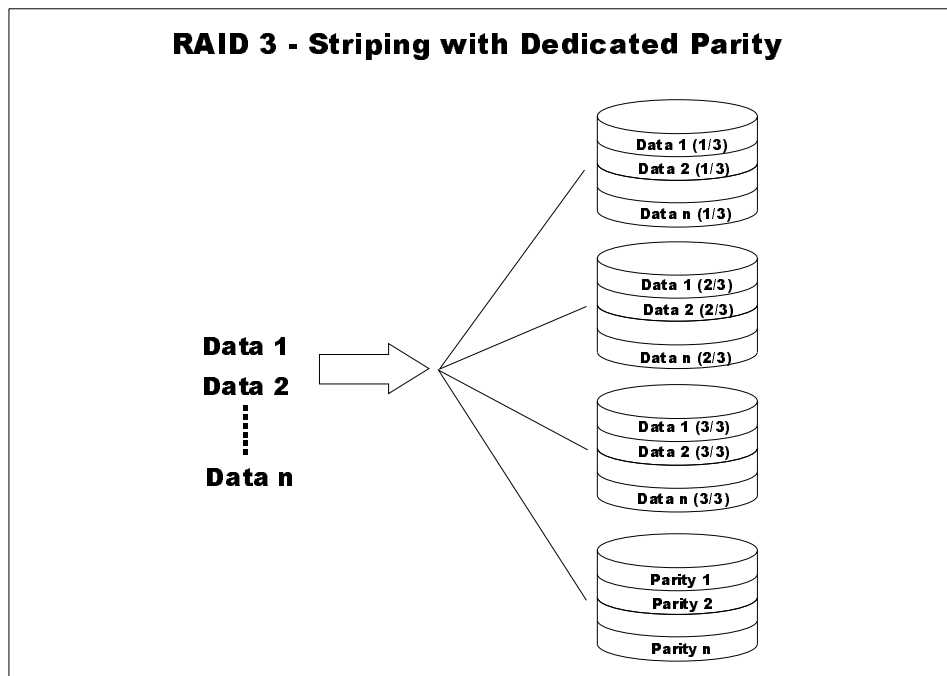 RAID 3 - Striping with Dedicated Parity
Data 1
Data 2
Data n
Data 1 (1/3)
Data 2 (1/3)
Data n (1/3)
Data 1 (2/3)
Data 2 (2/3)
Data n (2/3)
Data 1 (3/3)
Data 2 (3/3)
Data n (3/3)
Parity 1
Parity 2
Parity n